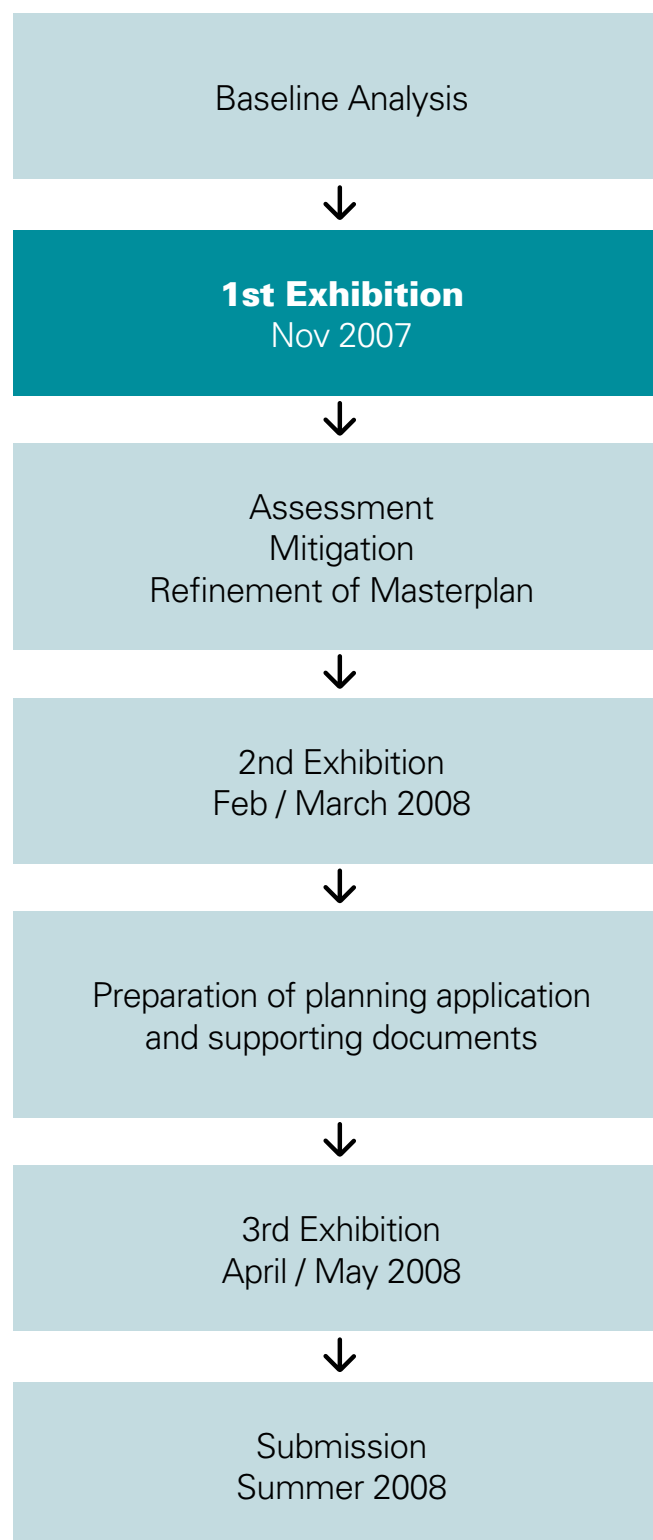 Baseline Analysis
1st Exhibition
Nov 2007
Assessment
Mitigation
Refinement of Masterplan
2nd Exhibition
Feb / March 2008
Preparation of planning application
and supporting documents
3rd Exhibition
April / May 2008
Submission
Summer 2008